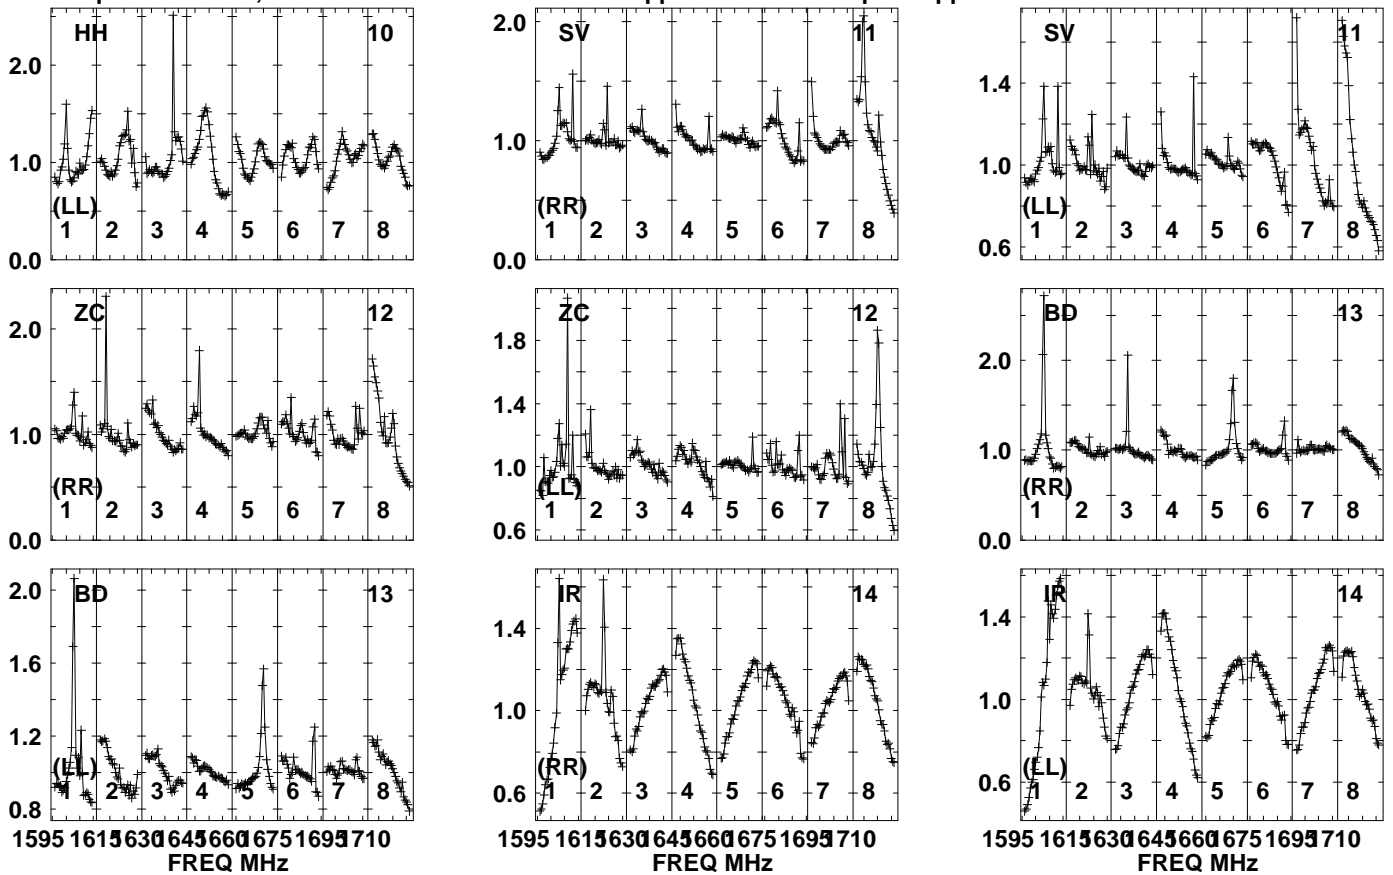 HH 10
2.0
1.0
(LL)
1 2 3 4 5 6 7 8
0.0
SV 11
2.0
1.0
(RR)
1 2 3 4 5 6 7 8
0.0
SV 11
1.4
1.0
(LL)
1 2 3 4 5 6 7 8
0.6
ZC 12
2.0
1.0
(RR)
1 2 3 4 5 6 7 8
0.0
ZC 12
1.8
1.4
1.0
(LL)
1 2 3 4 5 6 7 8
0.6
BD 13
2.0
1.0
(RR)
1 2 3 4 5 6 7 8
0.0
BD 13
2.0
1.6
1.2
(LL)
1 2 3 4 5 6 7 8
0.8
1595 1615 1630 1645 1660 1675 1695 1710
FREQ MHz
IR 14
1.4
1.0
(RR)
0.6
1 2 3 4 5 6 7 8
1595 1615 1630 1645 1660 1675 1695 1710
FREQ MHz
IR 14
1.4
1.0
(LL)
0.6
1 2 3 4 5 6 7 8
1595 1615 1630 1645 1660 1675 1695 1710
FREQ MHz